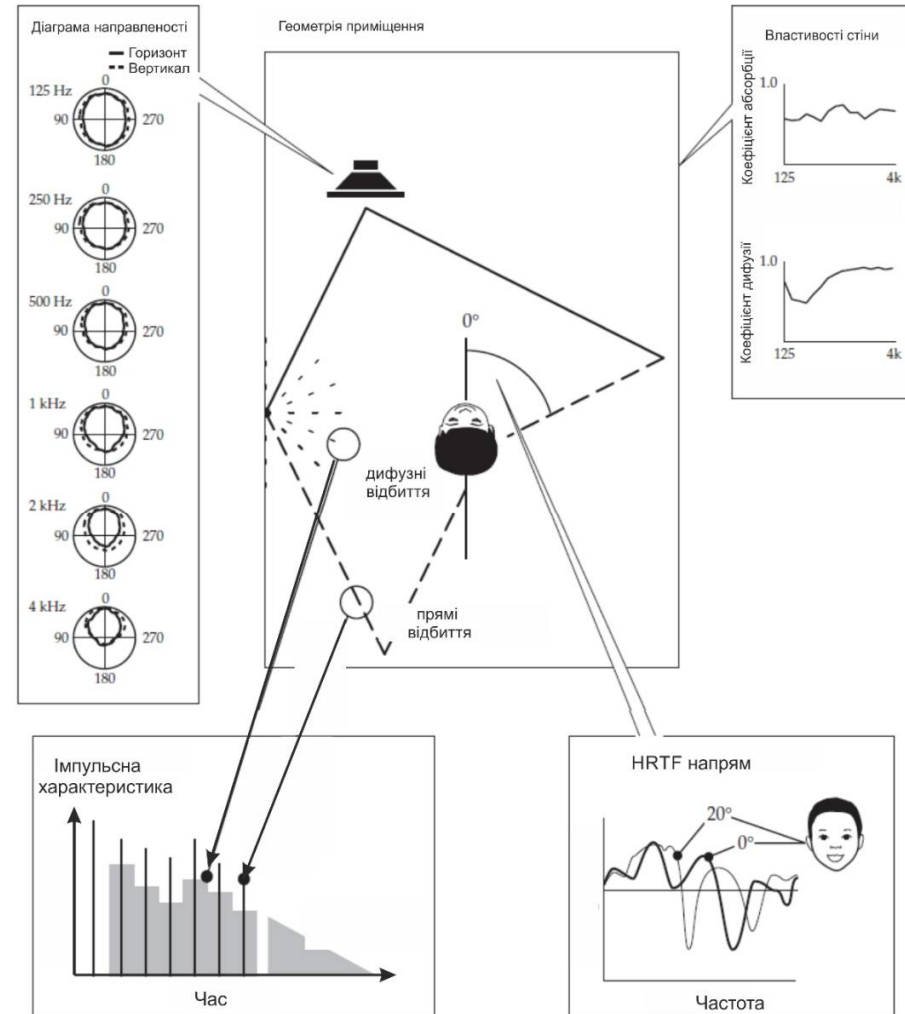 Діаграма направленості
Горизонт
Вертикал
125 Hz
0
90
270
180
250 Hz
0
90
270
180
500 Hz
0
90
270
180
1 kHz
0
90
270
180
2 kHz
0
90
270
180
4 kHz
0
90
270
180
Геометрія приміщення
0°
дифузні
відбиття
прямі
відбиття
Властивості стіни
Коефіцієнт абсорбції
1.0
125
4k
Коефіцієнт дифузії
1.0
125
4k
Імпульсна
характеристика
Час
HRTF напрям
20°
0°
Частота